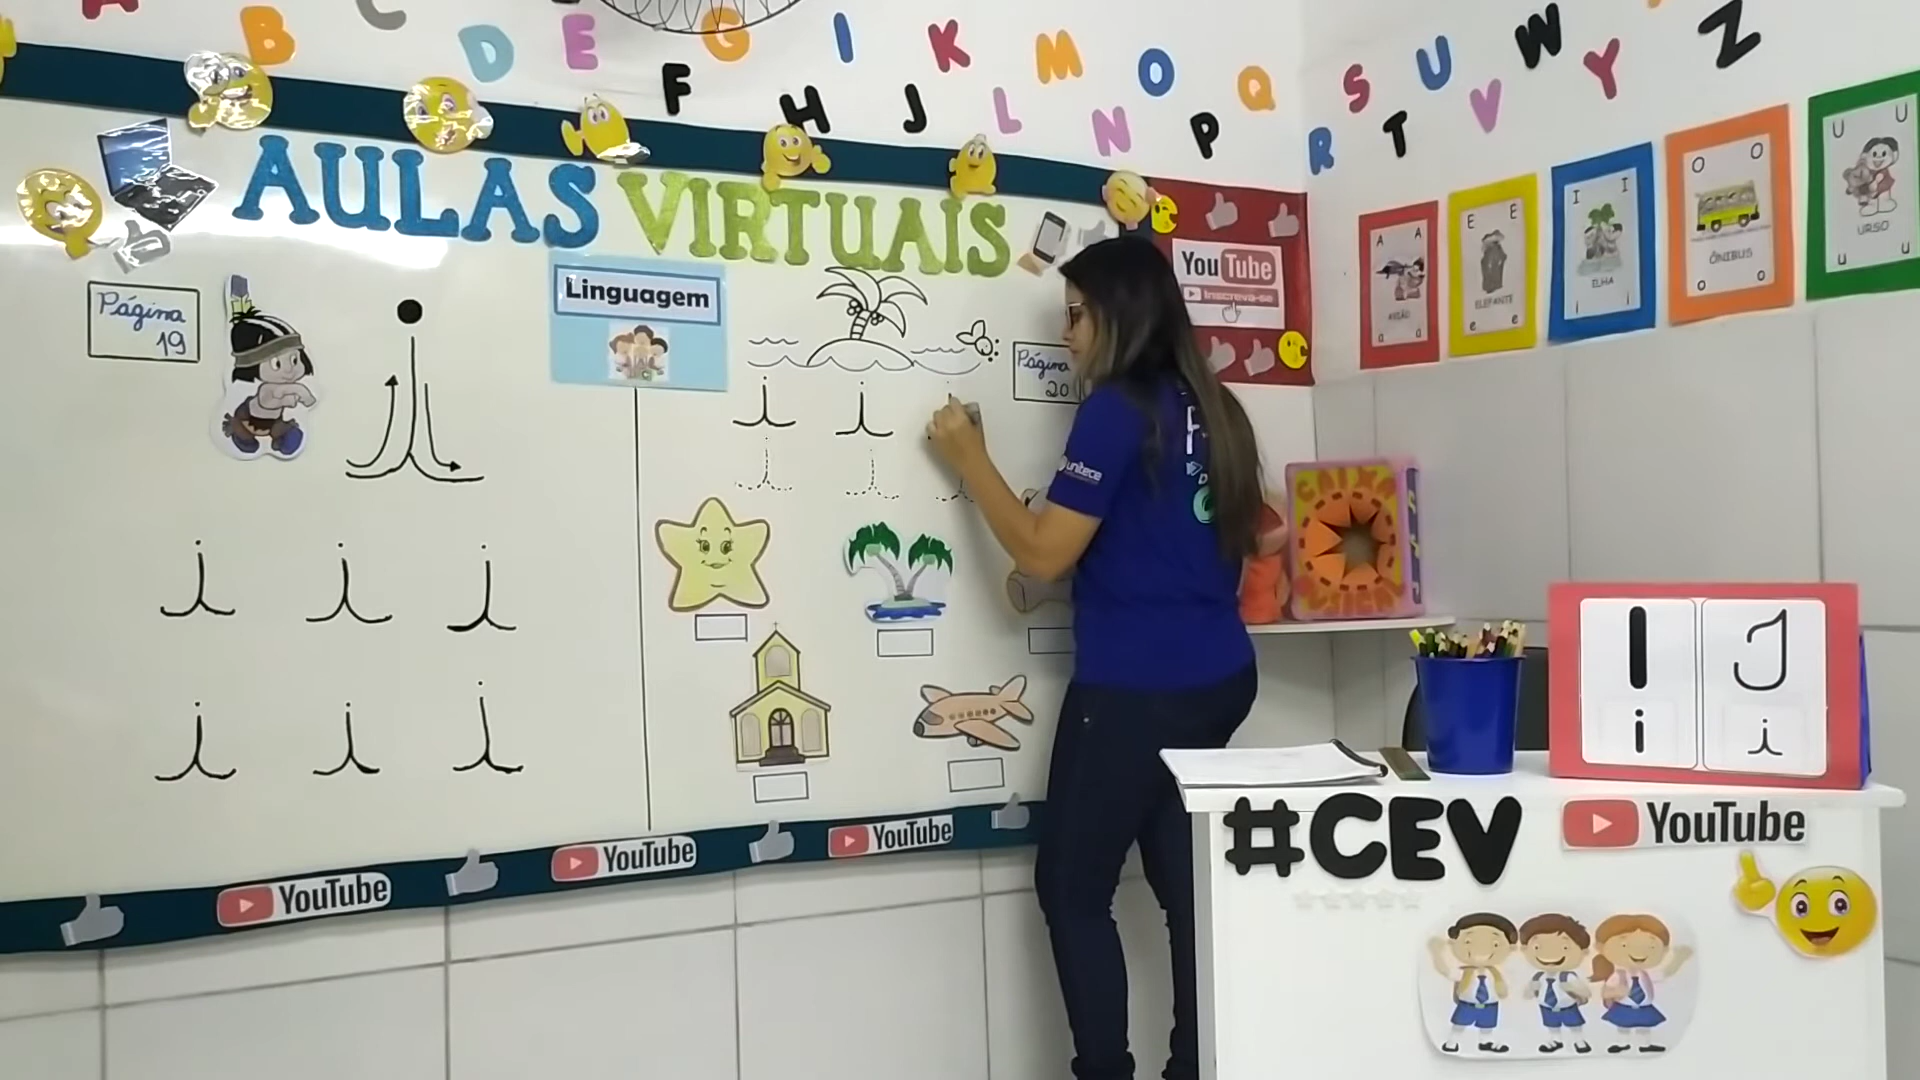 A B C D E F G H I J K L M N O P Q R S T U V W Y Z
AULAS VIRTUAIS
Página
19
Linguagem
Página
20
YouTube
Inscreva-se
i
i i i
i i i
i i
i i i
A A
AVIÃO
a a
E E
ELEFANTE
e e
I I
ILHA
i i
O O
ÔNIBUS
o o
U U
URSO
u u
unitece
I I
i i
YouTube
YouTube
YouTube
#CEV
YouTube